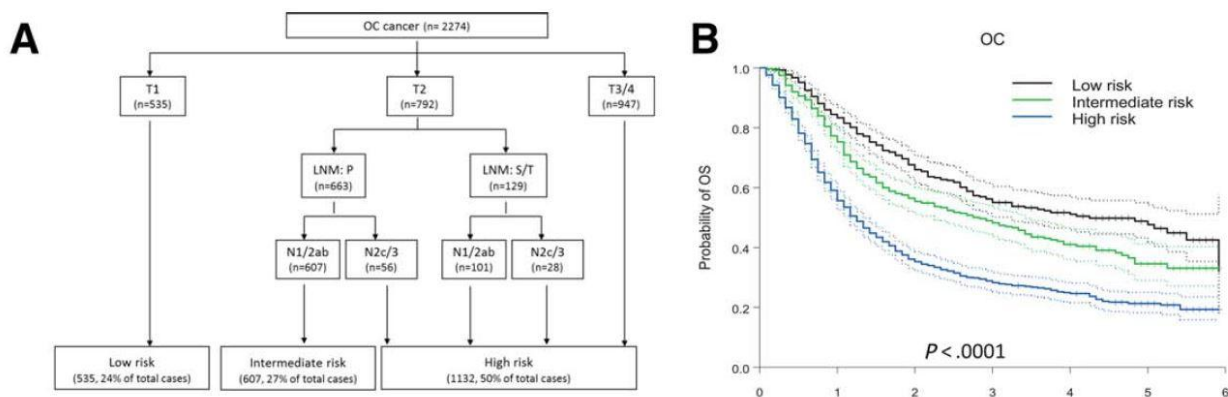 A
OC cancer (n= 2274)
T1
(n=535)
T2
(n=792)
T3/4
(n=947)
LNM: P
(n=663)
LNM: S/T
(n=129)
N1/2ab
(n=607)
N2c/3
(n=56)
N1/2ab
(n=101)
N2c/3
(n=28)
Low risk
(535, 24% of total cases)
Intermediate risk
(607, 27% of total cases)
High risk
(1132, 50% of total cases)
B
OC
Low risk
Intermediate risk
High risk
Probability of OS
1.0
0.8
0.6
0.4
0.2
0.0
P < .0001
0 1 2 3 4 5 6